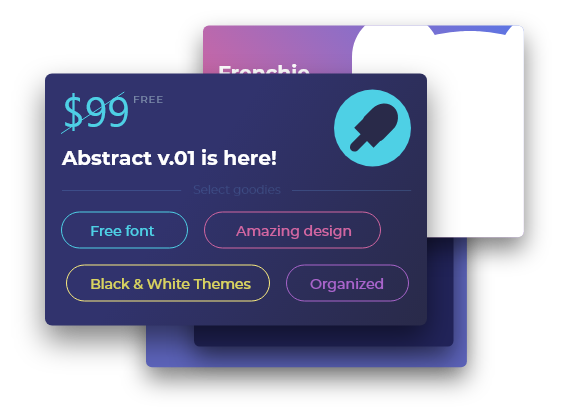 Frenchie
$99 FREE
Abstract v.01 is here!
Select goodies
Free font
Amazing design
Black & White Themes
Organized